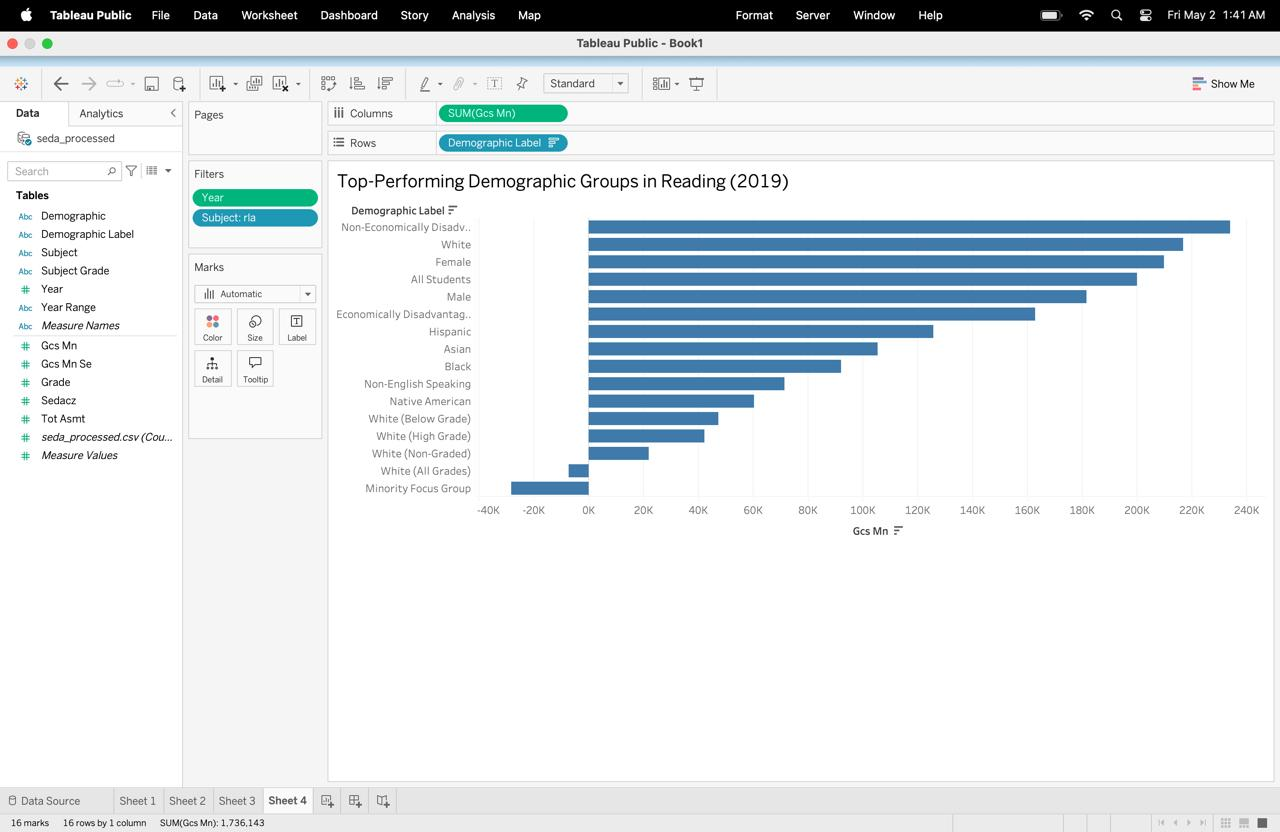 Tableau Public File Data Worksheet Dashboard Story Analysis Map Format Server Window Help Fri May 2 1:41 AM
Tableau Public - Book1
Standard Show Me
Data Analytics
seda_processed
Search
Tables
Abc Demographic
Abc Demographic Label
Abc Subject
Abc Subject Grade
# Year
Abc Year Range
Abc Measure Names
# Gcs Mn
# Gcs Mn Se
# Grade
# Sedacz
# Tot Asmt
# seda_processed.csv (Cou...
# Measure Values
Pages
Filters
Year
Subject: rla
Marks
Automatic
Color Size Label
Detail Tooltip
Columns SUM(Gcs Mn)
Rows Demographic Label
Top-Performing Demographic Groups in Reading (2019)
Demographic Label
Non-Economically Disadv..
White
Female
All Students
Male
Economically Disadvantag..
Hispanic
Asian
Black
Non-English Speaking
Native American
White (Below Grade)
White (High Grade)
White (Non-Graded)
White (All Grades)
Minority Focus Group
-40K -20K 0K 20K 40K 60K 80K 100K 120K 140K 160K 180K 200K 220K 240K
Gcs Mn
Data Source Sheet 1 Sheet 2 Sheet 3 Sheet 4
16 marks 16 rows by 1 column SUM(Gcs Mn): 1,736,143